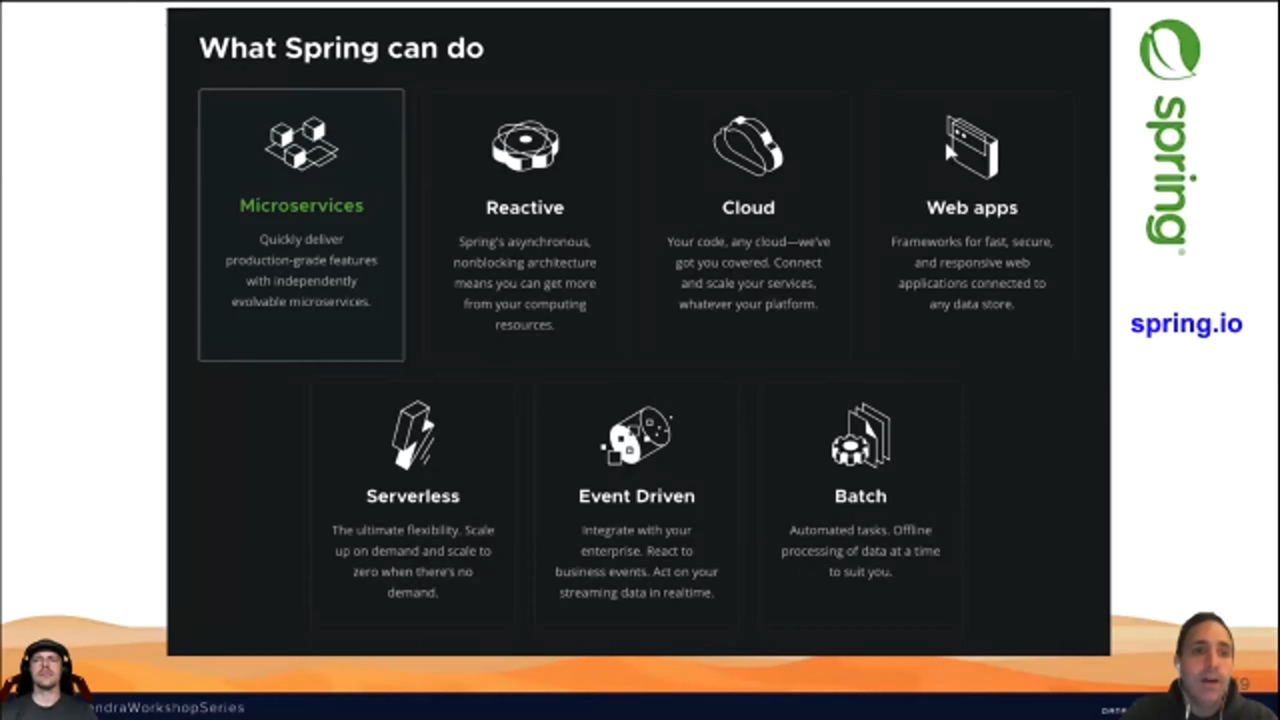 What Spring can do
Microservices
Quickly deliver
production-grade features
with independently
evolvable microservices.
Reactive
Spring's asynchronous,
nonblocking architecture
means you can get more
from your computing
resources.
Cloud
Your code, any cloud—we've
got you covered. Connect
and scale your services,
whatever your platform.
Web apps
Frameworks for fast, secure,
and responsive web
applications connected to
any data store.
Serverless
The ultimate flexibility. Scale
up on demand and scale to
zero when there's no
demand.
Event Driven
Integrate with your
enterprise. React to
business events. Act on your
streaming data in realtime.
Batch
Automated tasks. Offline
processing of data at a time
to suit you.
spring
spring.io
endraWorkshopSeries